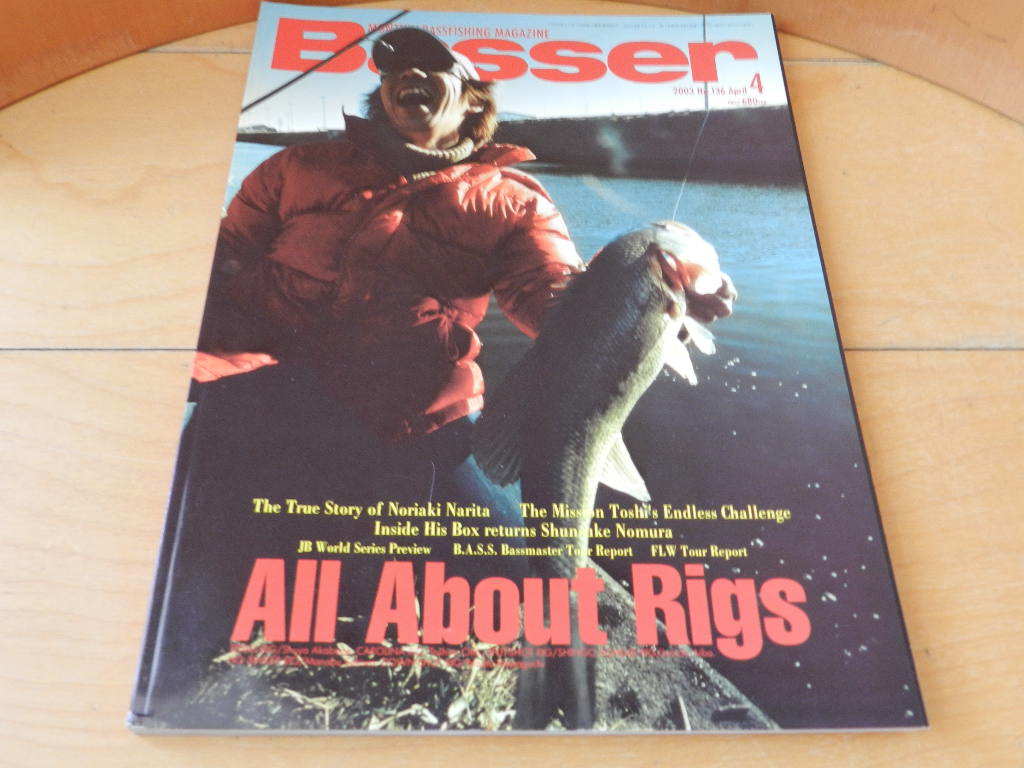 MONTHLY BASSFISHING MAGAZINE
Basser
2003 No.136 April 4
680
The True Story of Noriaki Narita The Mission Toshi's Endless Challenge
Inside His Box returns Shunsuke Nomura
JB World Series Preview B.A.S.S. Bassmaster Tour Report FLW Tour Report
All About Rigs